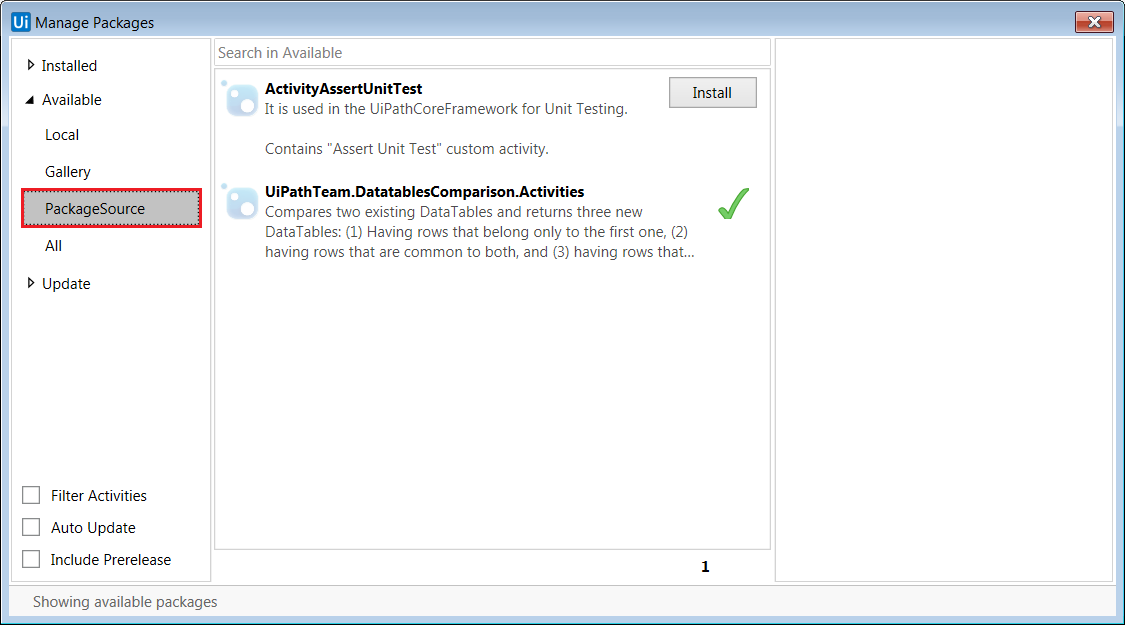 Ui Manage Packages
Installed
Available
Local
Gallery
PackageSource
All
Update
Filter Activities
Auto Update
Include Prerelease
Search in Available
ActivityAssertUnitTest
It is used in the UiPathCoreFramework for Unit Testing.
Contains "Assert Unit Test" custom activity.
Install
UiPathTeam.DatatablesComparison.Activities
Compares two existing DataTables and returns three new
DataTables: (1) Having rows that belong only to the first one, (2)
having rows that are common to both, and (3) having rows that...
1
Showing available packages